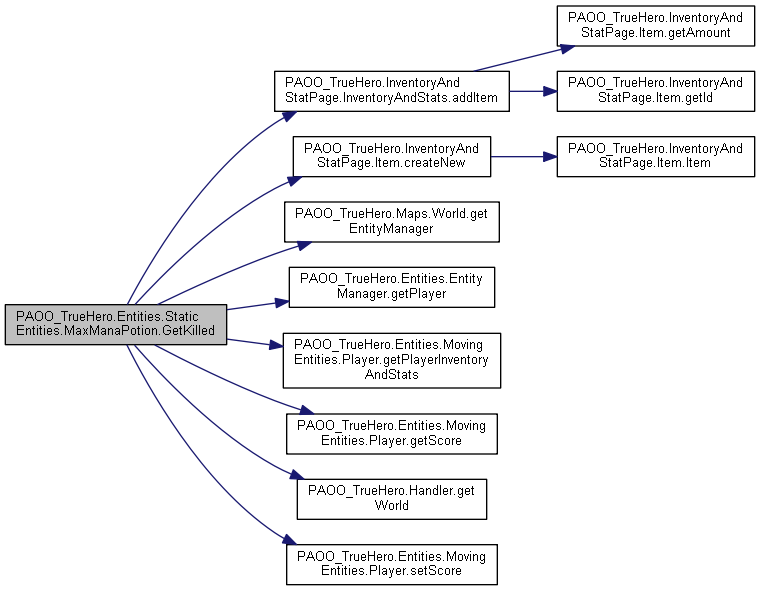 PAOO_TrueHero.Entities.Static
Entities.MaxManaPotion.GetKilled
PAOO_TrueHero.InventoryAnd
StatPage.InventoryAndStats.addItem
PAOO_TrueHero.InventoryAnd
StatPage.Item.getAmount
PAOO_TrueHero.InventoryAnd
StatPage.Item.getId
PAOO_TrueHero.InventoryAnd
StatPage.Item.createNew
PAOO_TrueHero.InventoryAnd
StatPage.Item.Item
PAOO_TrueHero.Maps.World.get
EntityManager
PAOO_TrueHero.Entities.Entity
Manager.getPlayer
PAOO_TrueHero.Entities.Moving
Entities.Player.getPlayerInventory
AndStats
PAOO_TrueHero.Entities.Moving
Entities.Player.getScore
PAOO_TrueHero.Handler.get
World
PAOO_TrueHero.Entities.Moving
Entities.Player.setScore